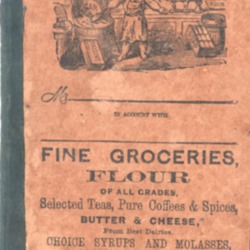 M
IN ACCOUNT WITH
FINE GROCERIES,
FLOUR
OF ALL GRADES,
Selected Teas, Pure Coffees & Spices,
BUTTER & CHEESE,
From Best Dairies.
CHOICE SYRUPS AND MOLASSES,